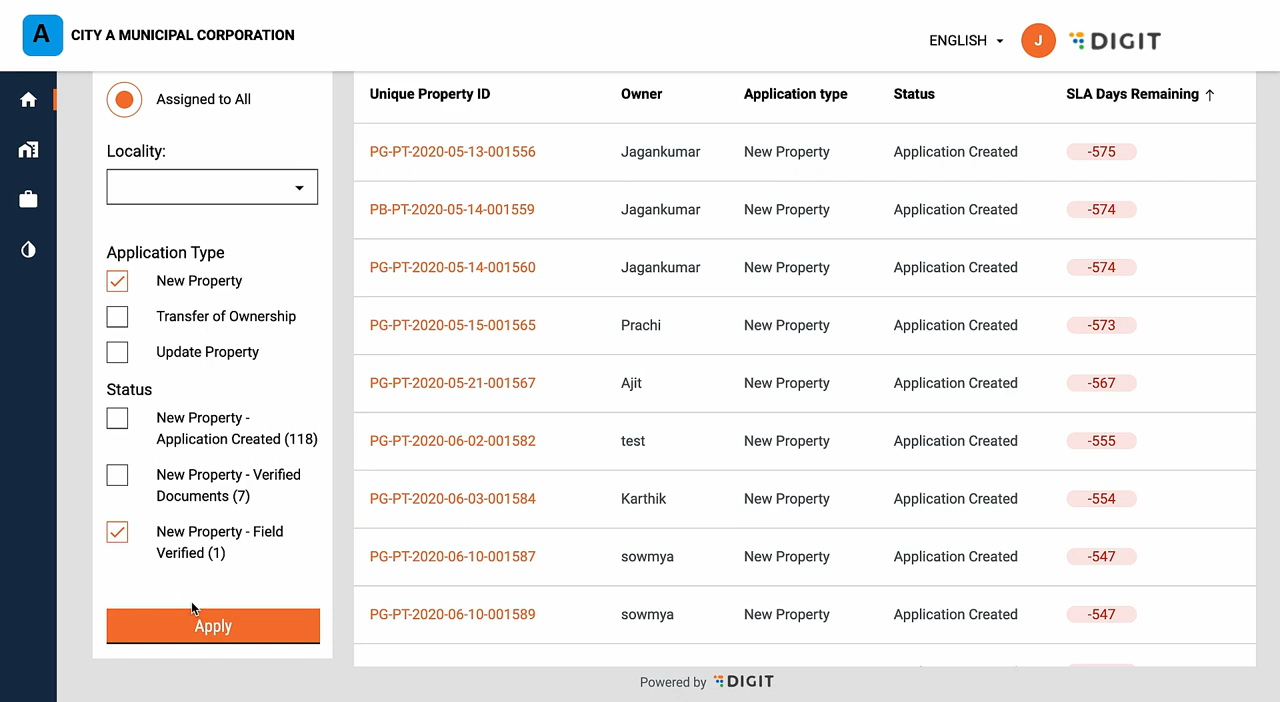 A CITY A MUNICIPAL CORPORATION
ENGLISH
J
DIGIT
Assigned to All
Locality:
Application Type
New Property
Transfer of Ownership
Update Property
Status
New Property -
Application Created (118)
New Property - Verified
Documents (7)
New Property - Field
Verified (1)
Apply
Unique Property ID Owner Application type Status SLA Days Remaining ↑
PG-PT-2020-05-13-001556 Jagankumar New Property Application Created -575
PB-PT-2020-05-14-001559 Jagankumar New Property Application Created -574
PG-PT-2020-05-14-001560 Jagankumar New Property Application Created -574
PG-PT-2020-05-15-001565 Prachi New Property Application Created -573
PG-PT-2020-05-21-001567 Ajit New Property Application Created -567
PG-PT-2020-06-02-001582 test New Property Application Created -555
PG-PT-2020-06-03-001584 Karthik New Property Application Created -554
PG-PT-2020-06-10-001587 sowmya New Property Application Created -547
PG-PT-2020-06-10-001589 sowmya New Property Application Created -547
Powered by DIGIT